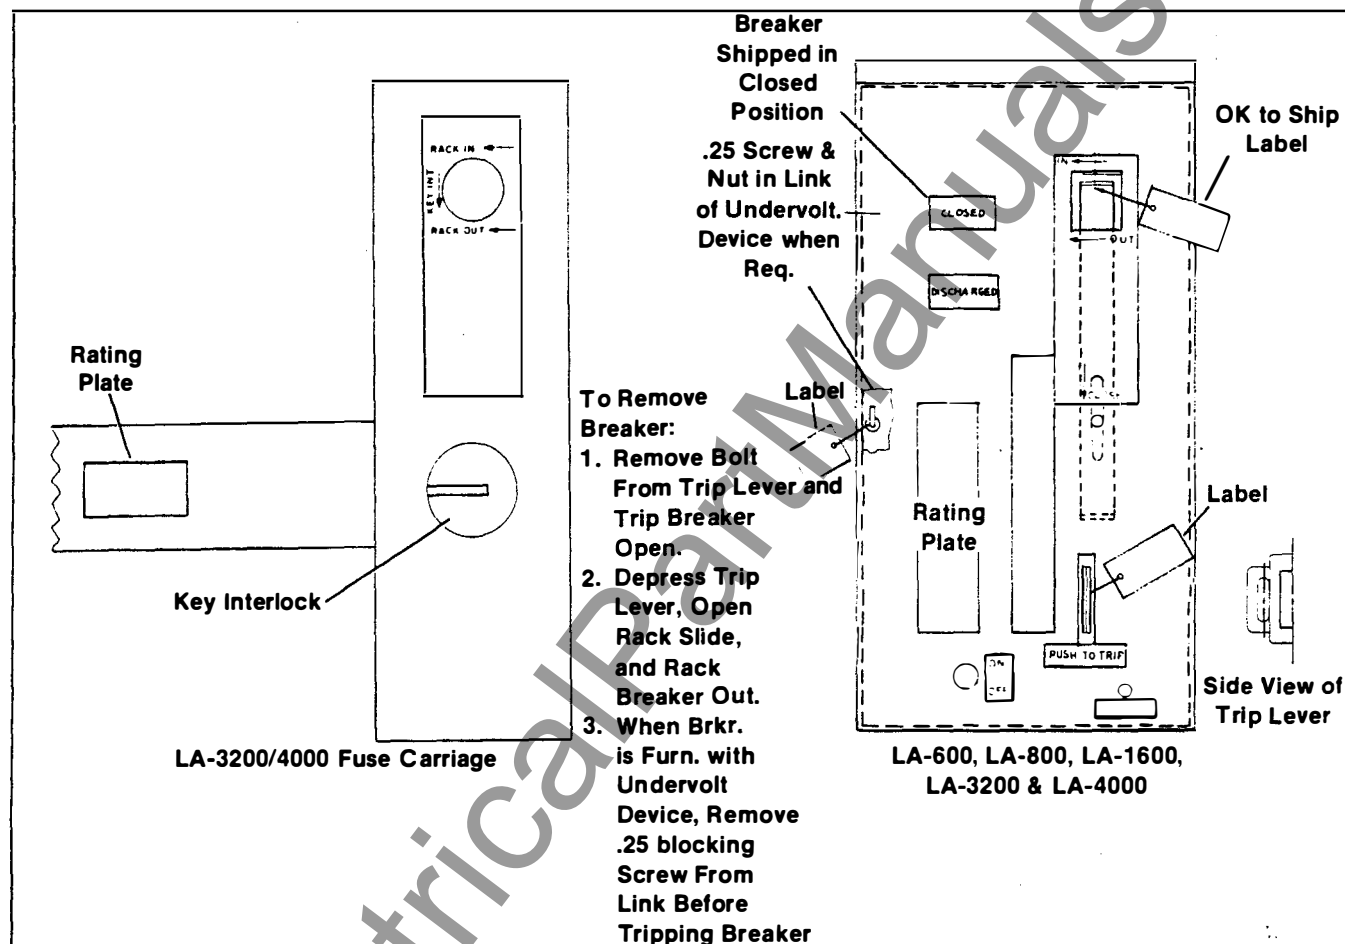 Breaker
Shipped in
Closed
Position
.25 Screw &
Nut in Link
of Undervolt.
Device when
Req.
OK to Ship
Label
RACK IN
KEY INT
RACK OUT
IN
OUT
CLOSED
DISCHARGED
Rating
Plate
Key Interlock
LA-3200/4000 Fuse Carriage
To Remove
Breaker:
1. Remove Bolt
From Trip Lever and
Trip Breaker
Open.
2. Depress Trip
Lever, Open
Rack Slide,
and Rack
Breaker Out.
3. When Brkr.
is Furn. with
Undervolt
Device, Remove
.25 blocking
Screw From
Link Before
Tripping Breaker
Label
Rating
Plate
Label
PUSH TO TRIP
ON
OFF
Side View of
Trip Lever
LA-600, LA-800, LA-1600,
LA-3200 & LA-4000
tricalPartManuals